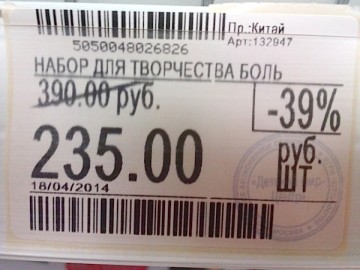 Пр.:Китай
5050048026826
Арт:132947
НАБОР ДЛЯ ТВОРЧЕСТВА БОЛЬ
390.00 руб.
-39%
235.00
руб.
шт
18/04/2014